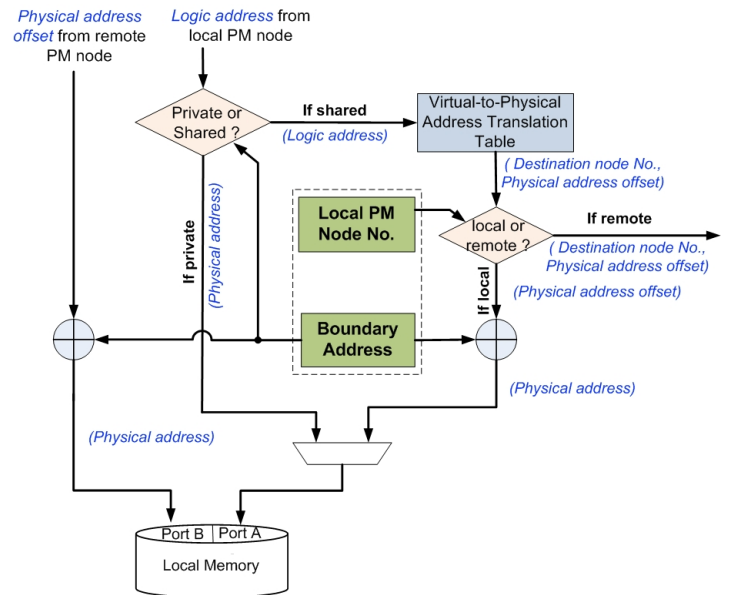 Physical address
offset from remote
PM node
Logic address from
local PM node
Private or
Shared ?
If shared
(Logic address)
Virtual-to-Physical
Address Translation
Table
( Destination node No.,
Physical address offset)
If private
(Physical address)
Local PM
Node No.
local or
remote ?
If remote
( Destination node No.,
Physical address offset)
If local
(Physical address offset)
Boundary
Address
(Physical address)
(Physical address)
Port B
Port A
Local Memory